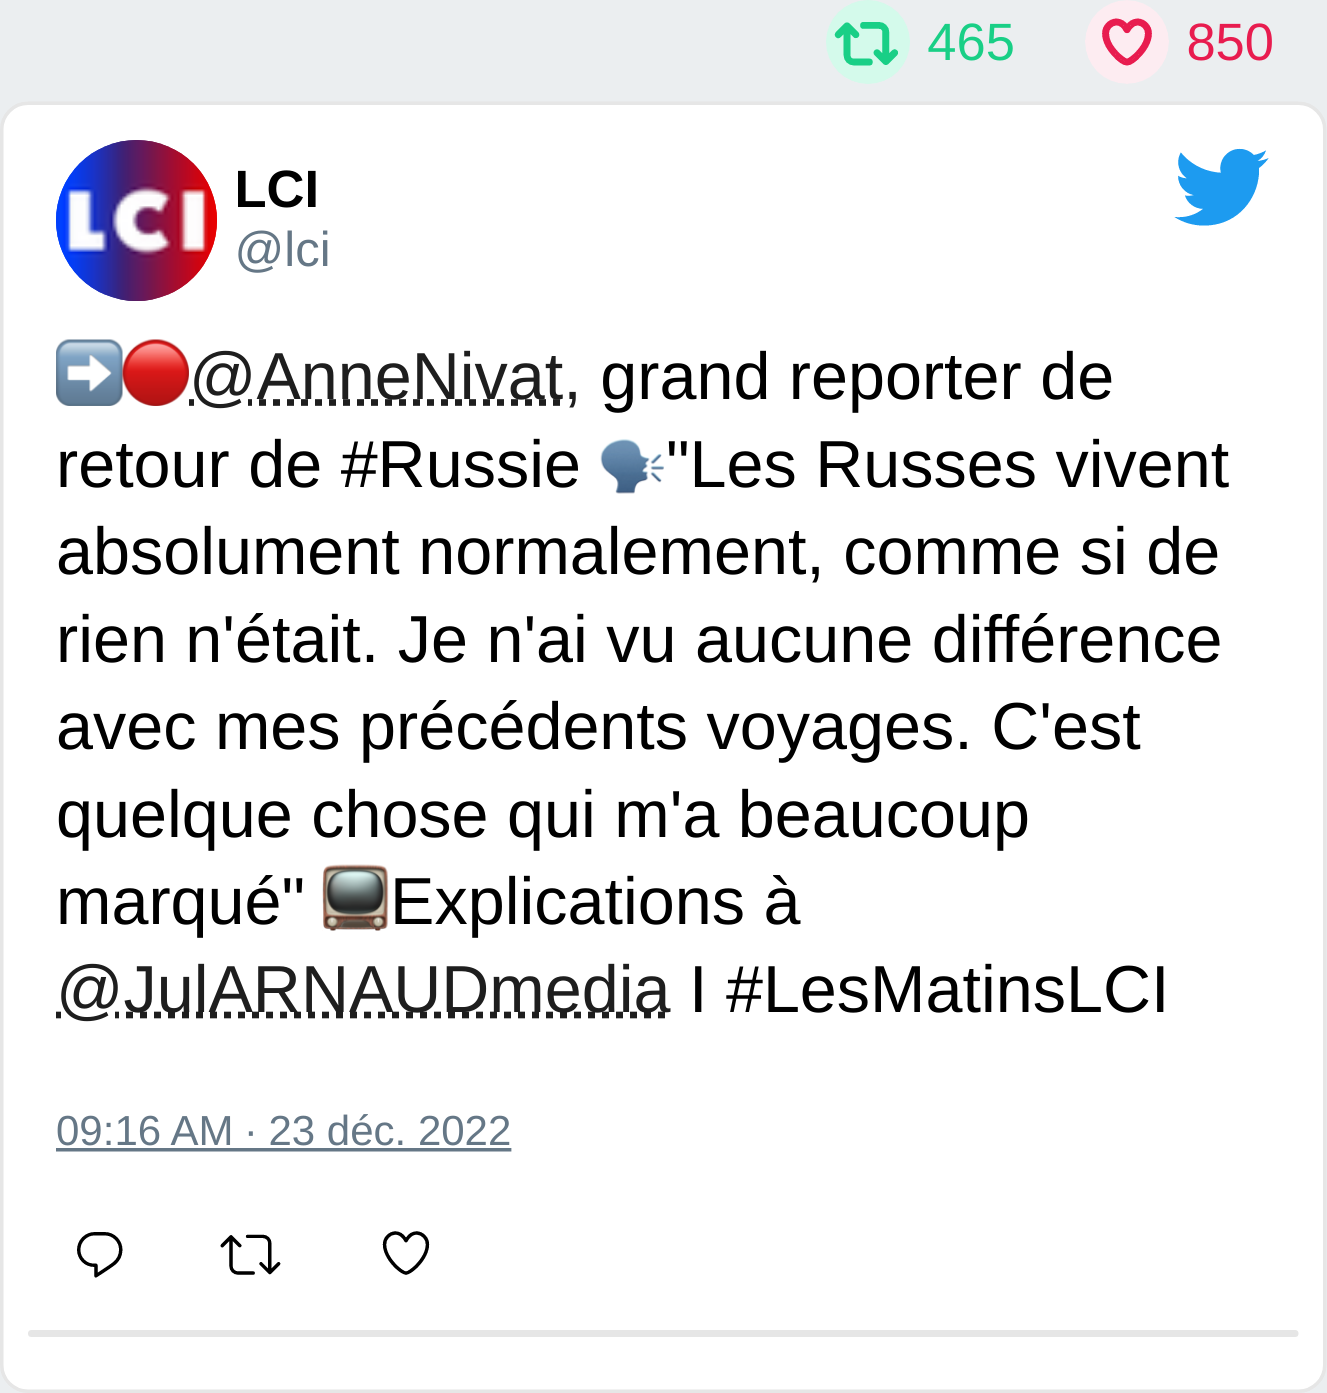 465 850
LCI
LCI
@lci
➡️🔴@AnneNivat, grand reporter de
retour de #Russie 🗣️"Les Russes vivent
absolument normalement, comme si de
rien n'était. Je n'ai vu aucune différence
avec mes précédents voyages. C'est
quelque chose qui m'a beaucoup
marqué" 📺Explications à
@JulARNAUDmedia I #LesMatinsLCI
09:16 AM · 23 déc. 2022